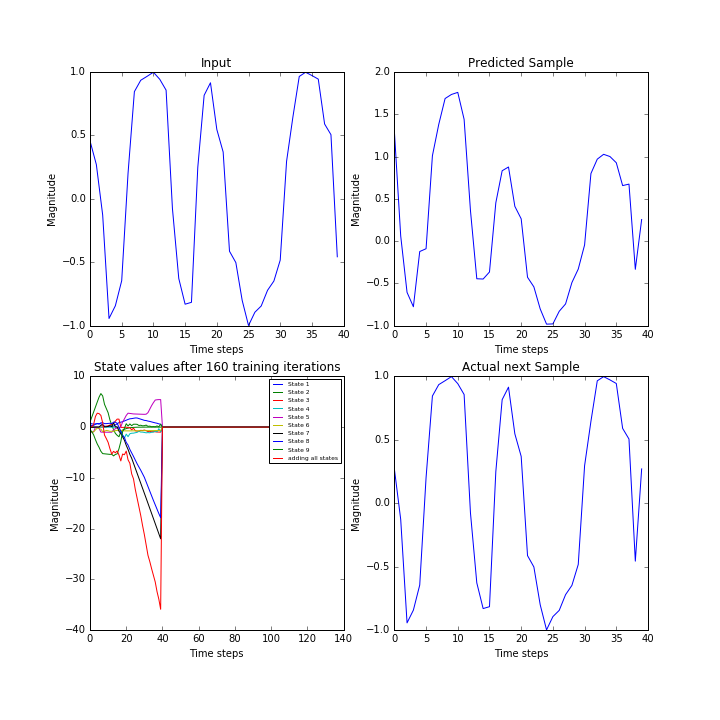 Input
1.0
0.5
0.0
−0.5
−1.0
Magnitude
0 5 10 15 20 25 30 35 40
Time steps
Predicted Sample
2.0
1.5
1.0
0.5
0.0
−0.5
−1.0
Magnitude
0 5 10 15 20 25 30 35 40
Time steps
State values after 160 training iterations
10
0
−10
−20
−30
−40
Magnitude
0 20 40 60 80 100 120 140
Time steps
State 1
State 2
State 3
State 4
State 5
State 6
State 7
State 8
State 9
adding all states
Actual next Sample
1.0
0.5
0.0
−0.5
−1.0
Magnitude
0 5 10 15 20 25 30 35 40
Time steps